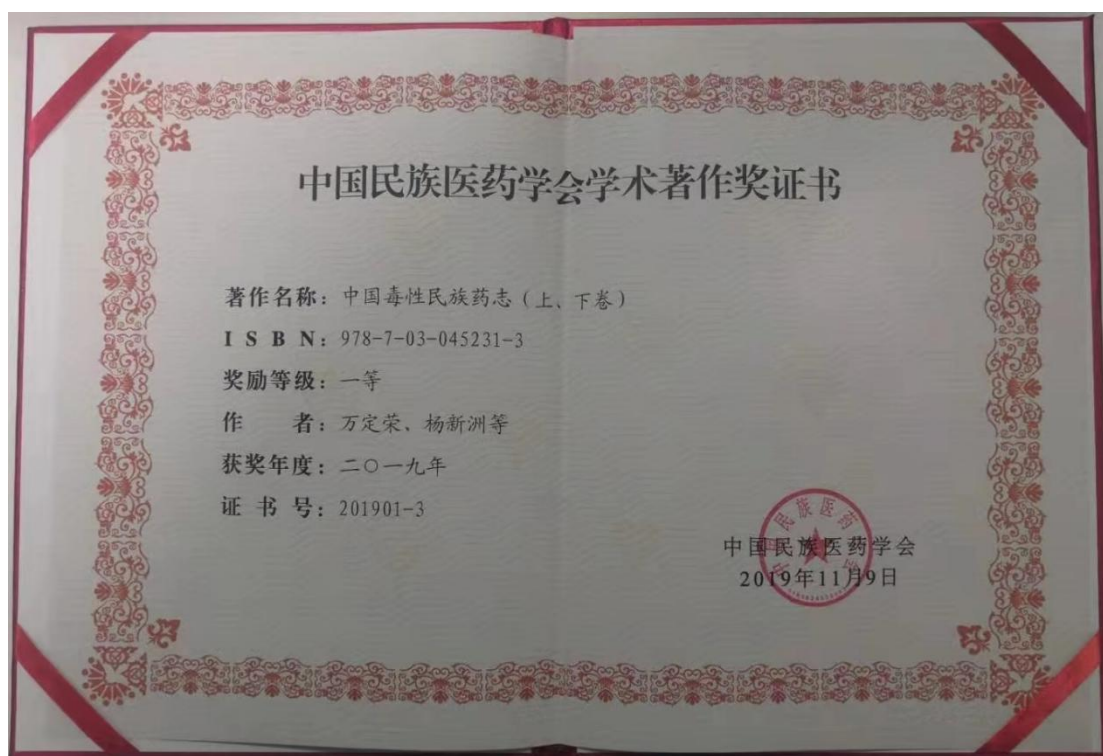 中国民族医药学会学术著作奖证书
著作名称：中国毒性民族药志（上、下卷）
ISBN：978-7-03-045231-3
奖励等级：一等
作 者：万定荣、杨新洲等
获奖年度：二〇一九年
证 书 号：201901-3
中国民族医药学会
2019年11月9日